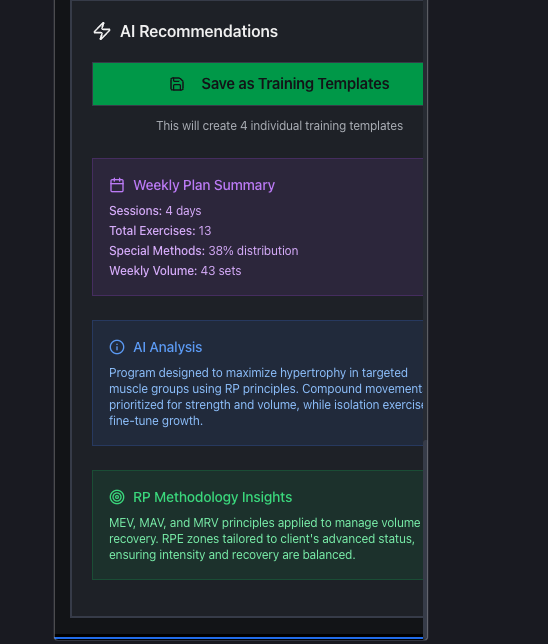 AI Recommendations
Save as Training Templates
This will create 4 individual training templates
Weekly Plan Summary
Sessions: 4 days
Total Exercises: 13
Special Methods: 38% distribution
Weekly Volume: 43 sets
AI Analysis
Program designed to maximize hypertrophy in targeted
muscle groups using RP principles. Compound movement
prioritized for strength and volume, while isolation exercise
fine-tune growth.
RP Methodology Insights
MEV, MAV, and MRV principles applied to manage volume
recovery. RPE zones tailored to client's advanced status,
ensuring intensity and recovery are balanced.